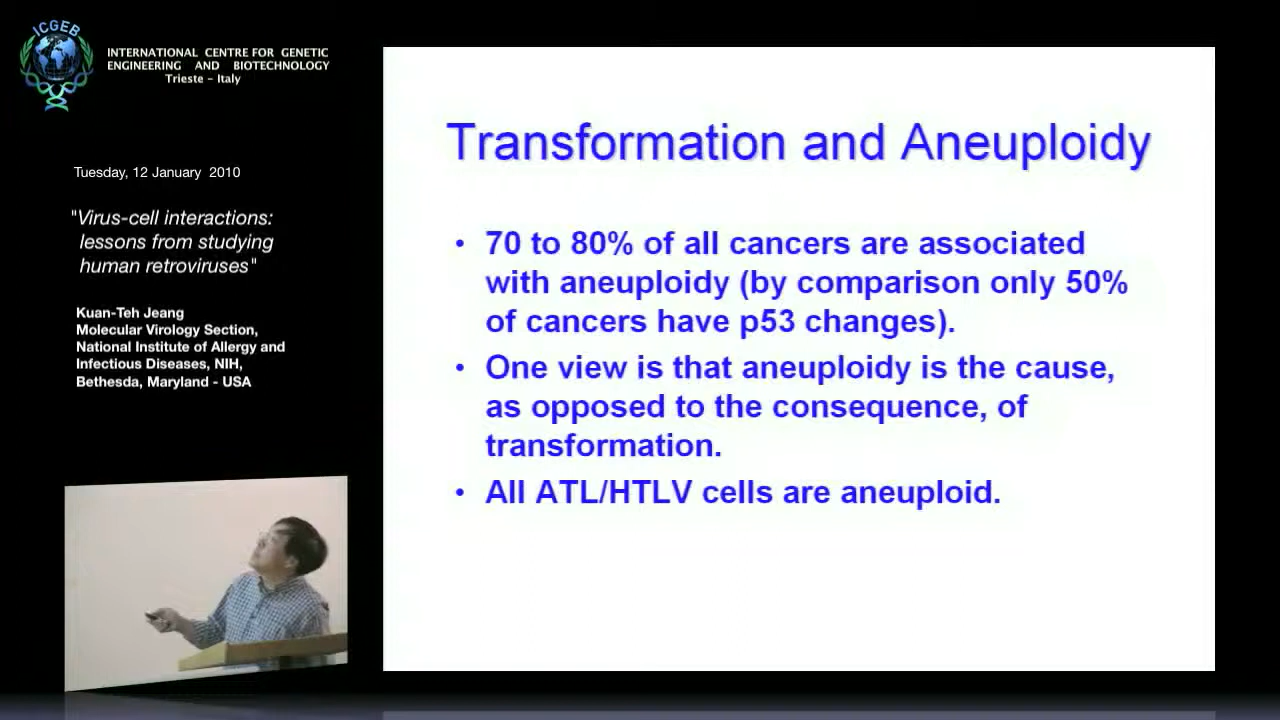 ICGEB
INTERNATIONAL CENTRE FOR GENETIC
ENGINEERING AND BIOTECHNOLOGY
Trieste - Italy
Tuesday, 12 January 2010
"Virus-cell interactions:
lessons from studying
human retroviruses"
Kuan-Teh Jeang
Molecular Virology Section,
National Institute of Allergy and
Infectious Diseases, NIH,
Bethesda, Maryland - USA
Transformation and Aneuploidy
• 70 to 80% of all cancers are associated
with aneuploidy (by comparison only 50%
of cancers have p53 changes).
• One view is that aneuploidy is the cause,
as opposed to the consequence, of
transformation.
• All ATL/HTLV cells are aneuploid.